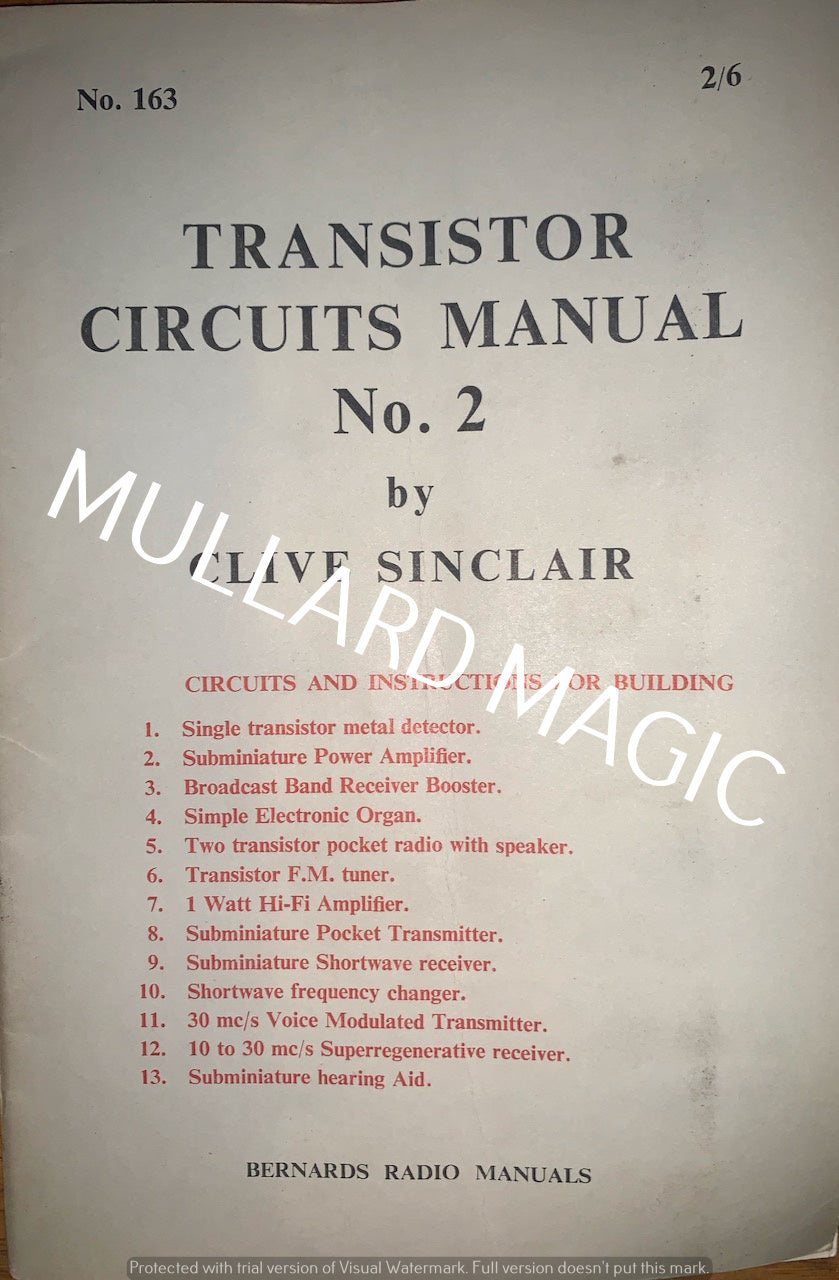 No. 163
2/6
TRANSISTOR
CIRCUITS MANUAL
No. 2
by
CLIVE SINCLAIR
MULLARD MAGIC
CIRCUITS AND INSTRUCTIONS FOR BUILDING
1. Single transistor metal detector.
2. Subminiature Power Amplifier.
3. Broadcast Band Receiver Booster.
4. Simple Electronic Organ.
5. Two transistor pocket radio with speaker.
6. Transistor F.M. tuner.
7. 1 Watt Hi-Fi Amplifier.
8. Subminiature Pocket Transmitter.
9. Subminiature Shortwave receiver.
10. Shortwave frequency changer.
11. 30 mc/s Voice Modulated Transmitter.
12. 10 to 30 mc/s Superregenerative receiver.
13. Subminiature hearing Aid.
BERNARDS RADIO MANUALS
Protected with trial version of Visual Watermark. Full version doesn't put this mark.